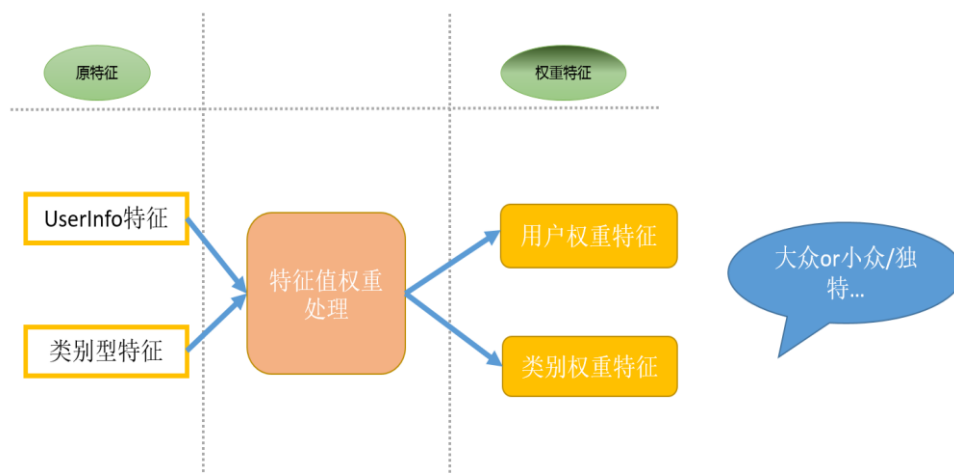 原特征
权重特征
UserInfo特征
类别型特征
特征值权重
处理
用户权重特征
类别权重特征
大众or小众/独
特...